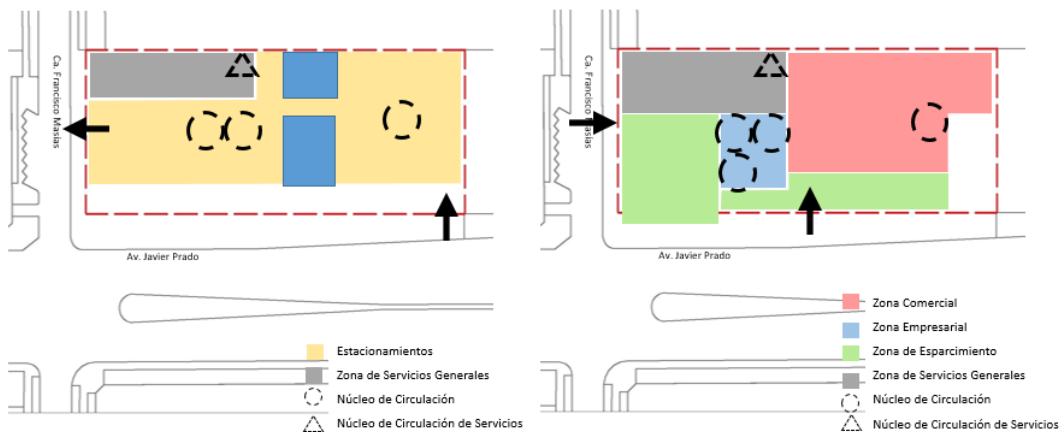 Ca. Francisco Masías
Av. Javier Prado
Estacionamientos
Zona de Servicios Generales
Núcleo de Circulación
Núcleo de Circulación de Servicios
Ca. Francisco Masías
Av. Javier Prado
Zona Comercial
Zona Empresarial
Zona de Esparcimiento
Zona de Servicios Generales
Núcleo de Circulación
Núcleo de Circulación de Servicios